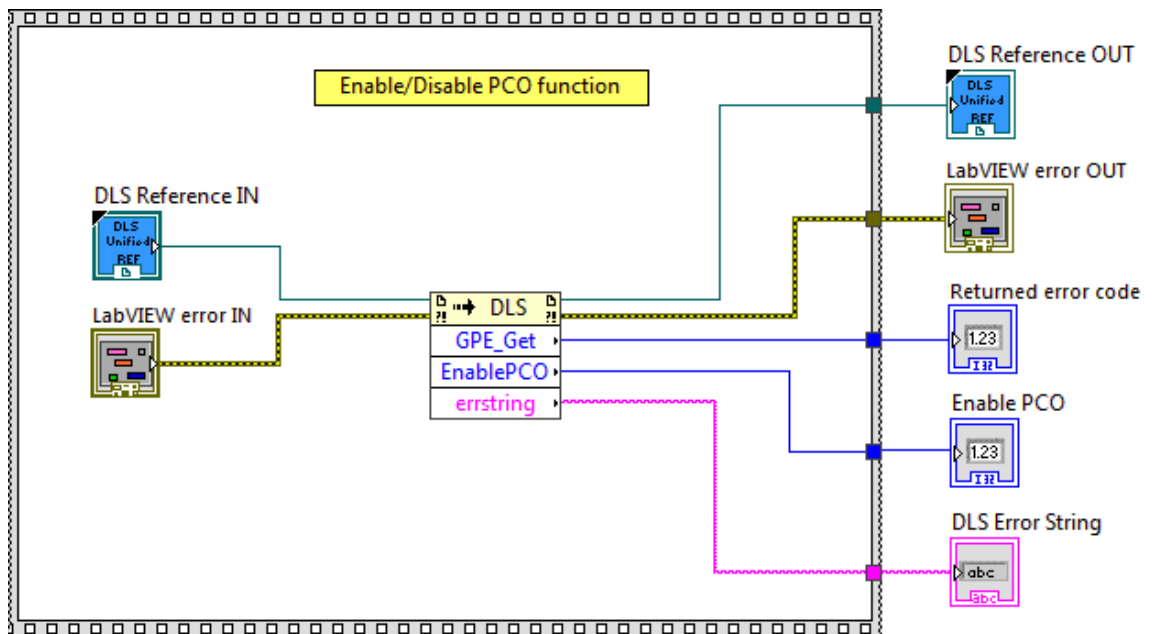 Enable/Disable PCO function
DLS Reference OUT
DLS
Unified
REF
LabVIEW error OUT
DLS Reference IN
DLS
Unified
REF
LabVIEW error IN
DLS
GPE_Get
EnablePCO
errstring
Returned error code
1.23
I32
Enable PCO
1.23
I32
DLS Error String
abc
abc